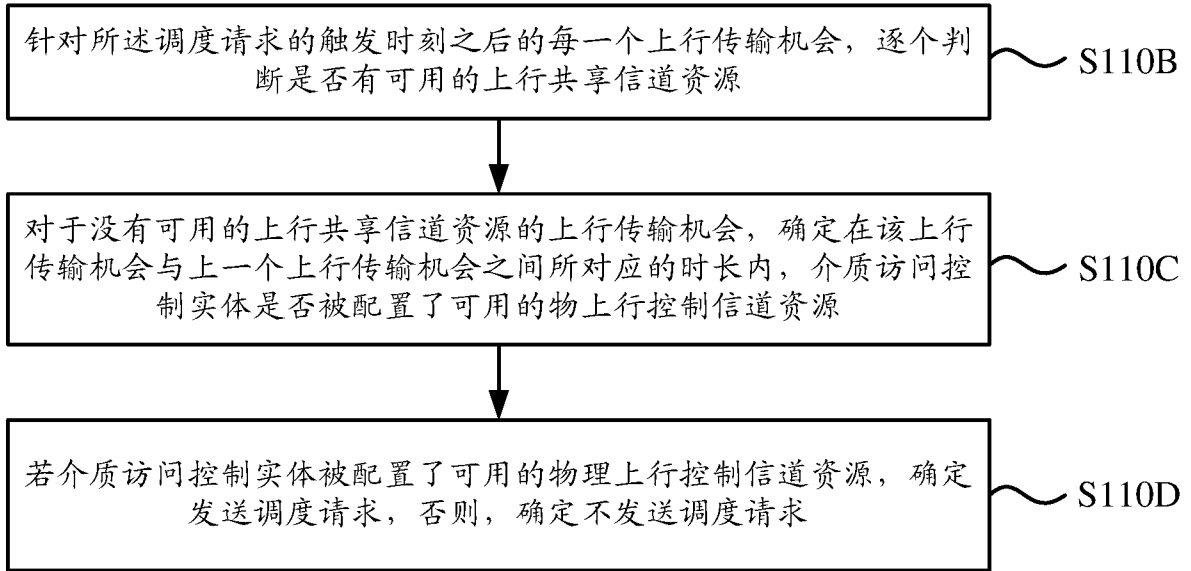 针对所述调度请求的触发时刻之后的每一个上行传输机会，逐个判
断是否有可用的上行共享信道资源
S110B
对于没有可用的上行共享信道资源的上行传输机会，确定在该上行
传输机会与上一个上行传输机会之间所对应的时长内，介质访问控
制实体是否被配置了可用的物上行控制信道资源
S110C
若介质访问控制实体被配置了可用的物理上行控制信道资源，确定
发送调度请求，否则，确定不发送调度请求
S110D